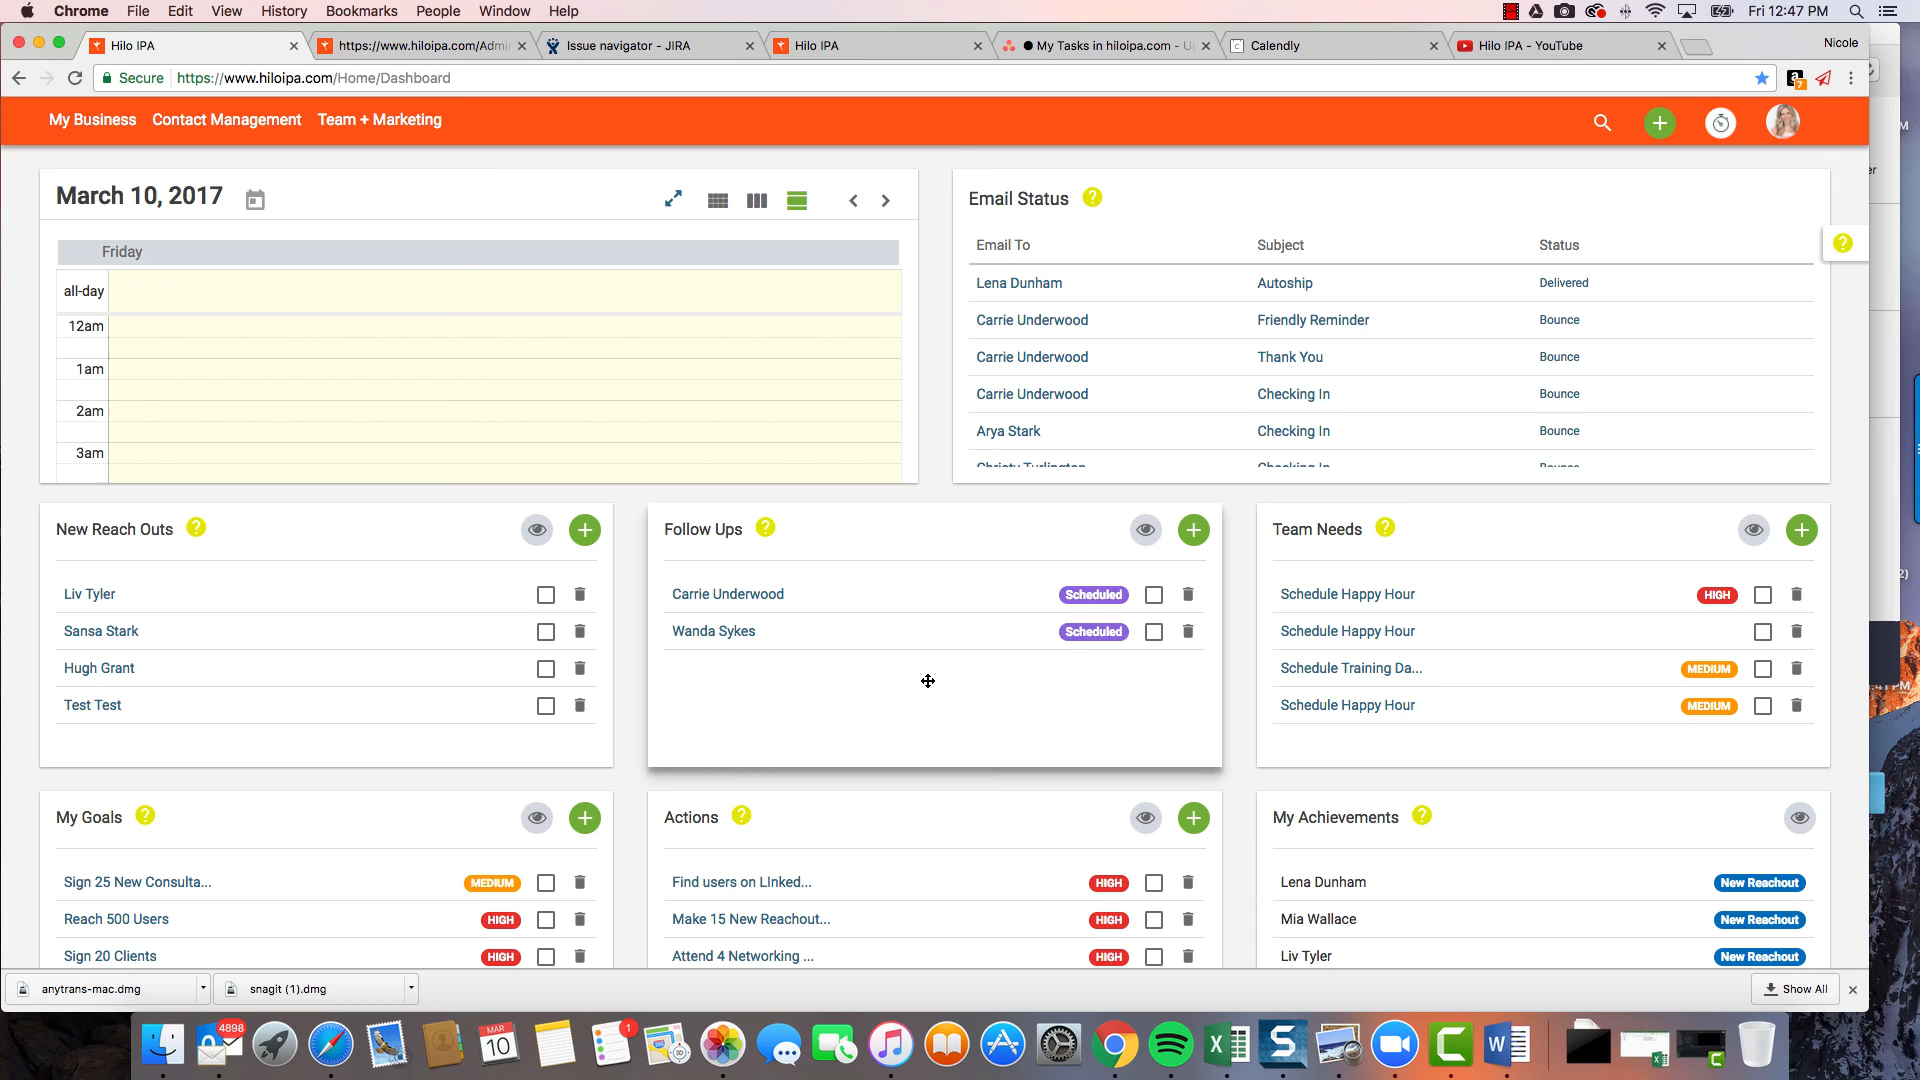 Chrome File Edit View History Bookmarks People Window Help Fri 12:47 PM
Hilo IPA https://www.hiloipa.com/Admin Issue navigator - JIRA Hilo IPA My Tasks in hiloipa.com - Calendly Hilo IPA - YouTube Nicole
Secure https://www.hiloipa.com/Home/Dashboard
My Business Contact Management Team + Marketing
March 10, 2017
Friday
all-day
12am
1am
2am
3am
Email Status ?
Email To Subject Status
Lena Dunham Autoship Delivered
Carrie Underwood Friendly Reminder Bounce
Carrie Underwood Thank You Bounce
Carrie Underwood Checking In Bounce
Arya Stark Checking In Bounce
Christy Turlington Checking In Bounce
?
New Reach Outs ?
Liv Tyler
Sansa Stark
Hugh Grant
Test Test
Follow Ups ?
Carrie Underwood Scheduled
Wanda Sykes Scheduled
Team Needs ?
Schedule Happy Hour HIGH
Schedule Happy Hour
Schedule Training Da... MEDIUM
Schedule Happy Hour MEDIUM
My Goals ?
Sign 25 New Consulta... MEDIUM
Reach 500 Users HIGH
Sign 20 Clients HIGH
Actions ?
Find users on LInked... HIGH
Make 15 New Reachout... HIGH
Attend 4 Networking ... HIGH
My Achievements ?
Lena Dunham New Reachout
Mia Wallace New Reachout
Liv Tyler New Reachout
anytrans-mac.dmg snagit (1).dmg Show All
4898 MAR 10 1